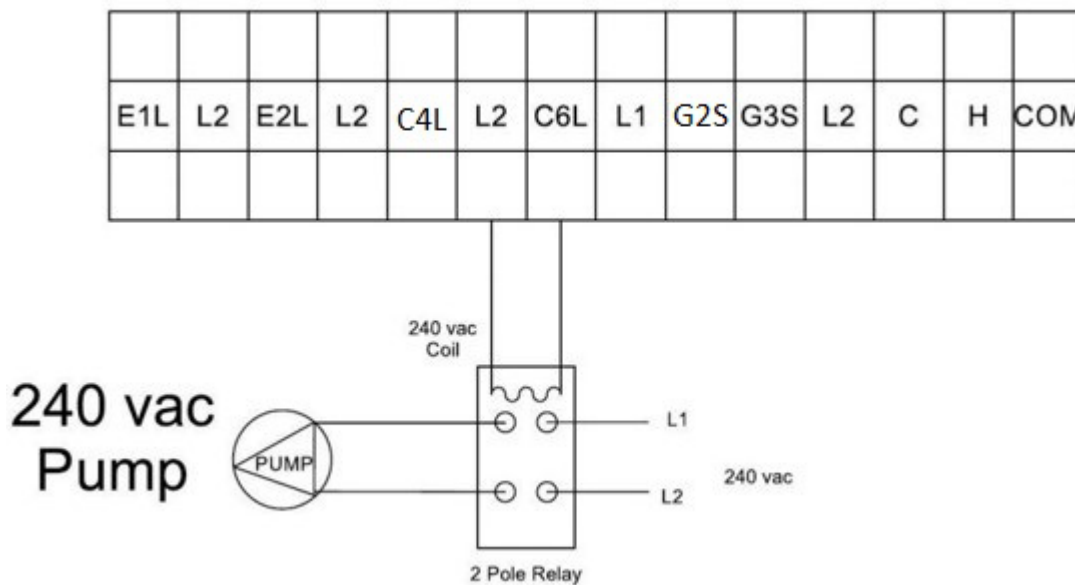 E1L L2 E2L L2 C4L L2 C6L L1 G2S G3S L2 C H COM
240 vac
Coil
240 vac
Pump
PUMP
L1
L2
240 vac
2 Pole Relay